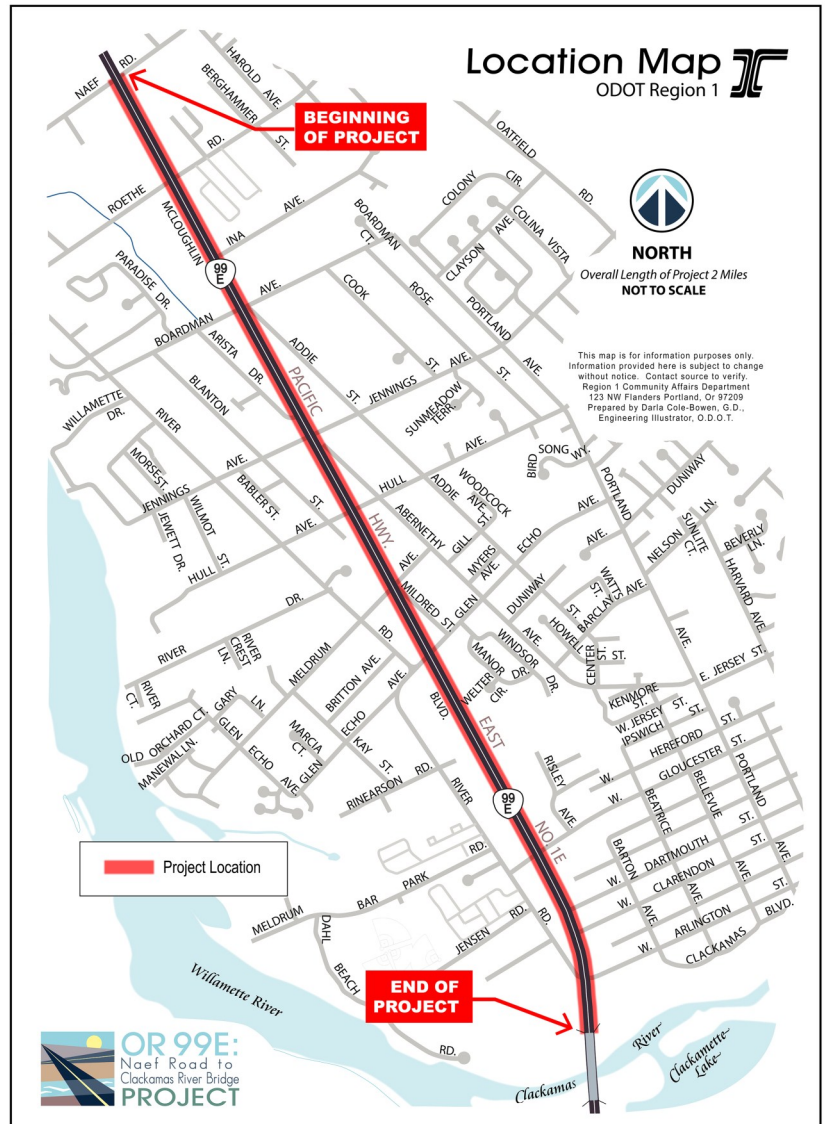 Location Map
ODOT Region 1
NAEF RD.
HAROLD AVE.
BERGHAMMER ST.
BEGINNING
OF PROJECT
ROETHE RD.
OATFIELD RD.
COLONY CIR.
COLINA VISTA
CLAYSON AVE.
NORTH
Overall Length of Project 2 Miles
NOT TO SCALE
MCLOUGHLIN
INA AVE.
BOARDMAN CT.
99
E
PARADISE DR.
BOARDMAN AVE.
COOK ST.
ROSE ST.
PORTLAND AVE.
This map is for information purposes only.
Information provided here is subject to change
without notice. Contact source to verify.
Region 1 Community Affairs Department
123 NW Flanders Portland, Or 97209
Prepared by Darla Cole-Bowen, G.D.,
Engineering Illustrator, O.D.O.T.
ARISTA DR.
ADDIE ST.
PACIFIC
JENNINGS AVE.
BLANTON ST.
WILLAMETTE DR.
RIVER
SUNMEADOW
TERR.
MORSE ST.
JENNINGS AVE.
BABLER ST.
HULL AVE.
BIRD SONG WY.
JEWETT DR.
WILMOT ST.
HULL AVE.
HWY.
ABERNETHY
ADDIE
WOODCOCK
AVE.
ST.
GILL
MYERS AVE.
ECHO AVE.
PORTLAND
DUNIWAY
NELSON LN.
SUNLITE CT.
BEVERLY LN.
HARVARD AVE.
AVE.
MILDRED ST.
GLEN
DUNIWAY AVE.
WATTS ST.
BARCLAY AVE.
HOWELL ST.
CENTER ST.
ST.
AVE.
E. JERSEY ST.
RIVER DR.
RIVER CREST LN.
RIVER CT.
MELDRUM
BRITTON AVE.
RD.
WINDSOR DR.
MANOR DR.
WELTER CIR.
KENMORE ST.
W. JERSEY ST.
IPSWICH ST.
OLD ORCHARD CT.
GARY LN.
MANEWAL LN.
GLEN ECHO AVE.
MARCIA CT.
GLEN ECHO AVE.
KAY ST.
RINEARSON RD.
BLVD.
RIVER
EAST
W. HEREFORD ST.
W. GLOUCESTER ST.
RISLEY AVE.
BEATRICE AVE.
BELLEVUE AVE.
PORTLAND AVE.
99
E
NO. 1E
BARTON AVE.
W. DARTMOUTH ST.
W. CLARENDON ST.
W. ARLINGTON ST.
CLACKAMAS BLVD.
Project Location
MELDRUM BAR PARK RD.
JENSEN RD.
RD.
DAHL BEACH RD.
END OF
PROJECT
Willamette River
Clackamas River
Clackamette
Lake
OR 99E:
Naef Road to
Clackamas River Bridge
PROJECT